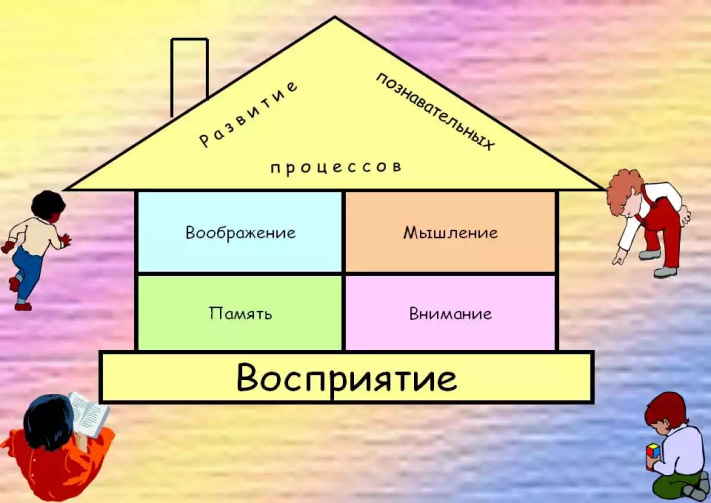 Развитие
познавательных
процессов
Воображение
Мышление
Память
Внимание
Восприятие